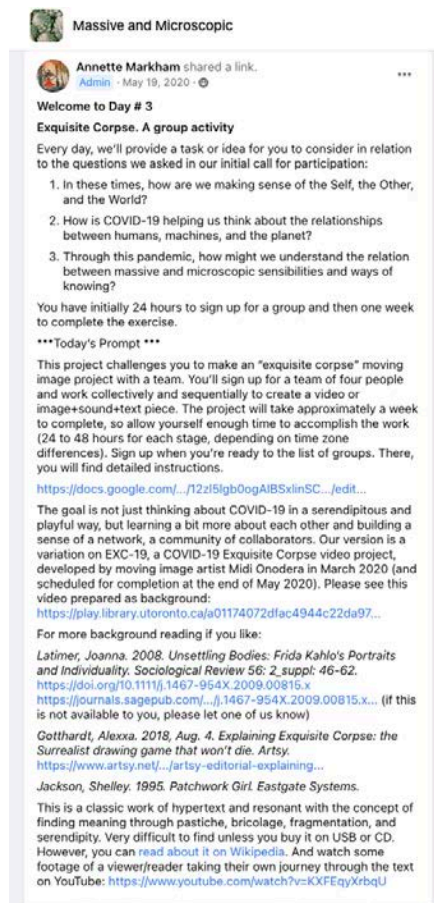 Massive and Microscopic
Annette Markham shared a link.
Admin · May 19, 2020 ·
Welcome to Day # 3
Exquisite Corpse. A group activity
Every day, we'll provide a task or idea for you to consider in relation
to the questions we asked in our initial call for participation:
1. In these times, how are we making sense of the Self, the Other,
and the World?
2. How is COVID-19 helping us think about the relationships
between humans, machines, and the planet?
3. Through this pandemic, how might we understand the relation
between massive and microscopic sensibilities and ways of
knowing?
You have initially 24 hours to sign up for a group and then one week
to complete the exercise.
***Today's Prompt ***
This project challenges you to make an "exquisite corpse" moving
image project with a team. You'll sign up for a team of four people
and work collectively and sequentially to create a video or
image+sound+text piece. The project will take approximately a week
to complete, so allow yourself enough time to accomplish the work
(24 to 48 hours for each stage, depending on time zone
differences). Sign up when you're ready to the list of groups. There,
you will find detailed instructions.
https://docs.google.com/.../12zl5lgb0ogAlBSxlinSC.../edit...
The goal is not just thinking about COVID-19 in a serendipitous and
playful way, but learning a bit more about each other and building a
sense of a network, a community of collaborators. Our version is a
variation on EXC-19, a COVID-19 Exquisite Corpse video project,
developed by moving image artist Midi Onodera in March 2020 (and
scheduled for completion at the end of May 2020). Please see this
video prepared as background:
https://play.library.utoronto.ca/a01174072dfac4944c22da97...
For more background reading if you like:
Latimer, Joanna. 2008. Unsettling Bodies: Frida Kahlo's Portraits
and Individuality. Sociological Review 56: 2_suppl: 46-62.
https://doi.org/10.1111/j.1467-954X.2009.00815.x
https://journals.sagepub.com/.../j.1467-954X.2009.00815.x... (if this
is not available to you, please let one of us know)
Gotthardt, Alexxa. 2018, Aug. 4. Explaining Exquisite Corpse: the
Surrealist drawing game that won't die. Artsy.
https://www.artsy.net/.../artsy-editorial-explaining...
Jackson, Shelley. 1995. Patchwork Girl. Eastgate Systems.
This is a classic work of hypertext and resonant with the concept of
finding meaning through pastiche, bricolage, fragmentation, and
serendipity. Very difficult to find unless you buy it on USB or CD.
However, you can read about it on Wikipedia. And watch some
footage of a viewer/reader taking their own journey through the text
on YouTube: https://www.youtube.com/watch?v=KXFEqyXrbqU